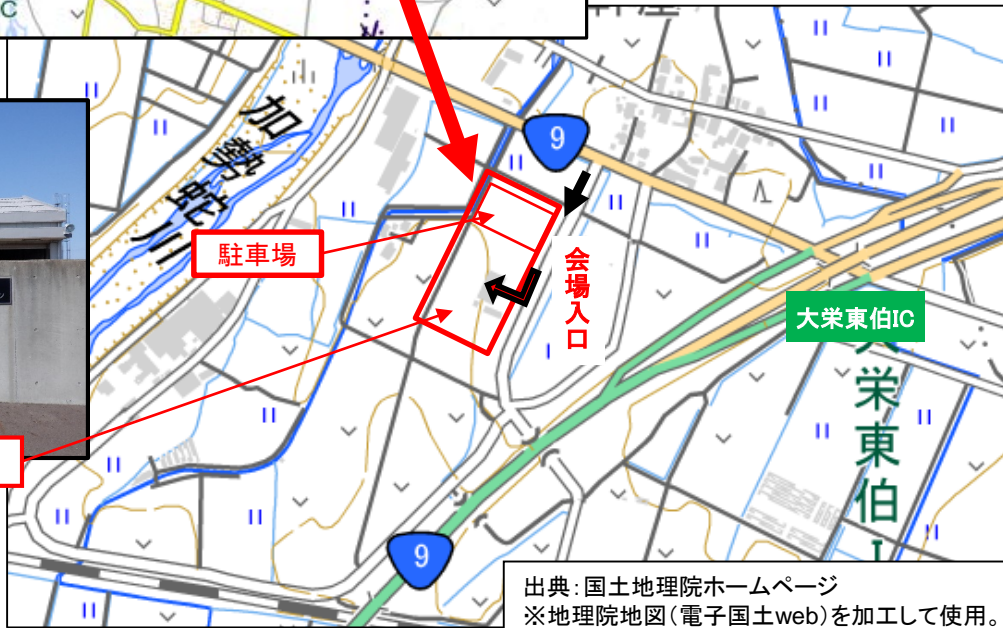 C
9
加勢蛇川
駐車場
会場入口
大栄東伯IC
栄東伯I
9
出典：国土地理院ホームページ
※地理院地図（電子国土web）を加工して使用。